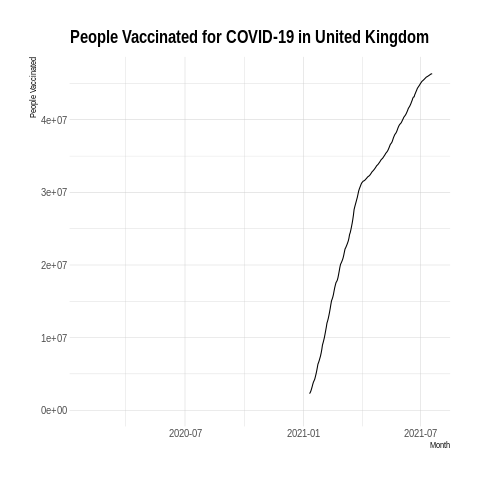 People Vaccinated for COVID-19 in United Kingdom
People Vaccinated
4e+07
3e+07
2e+07
1e+07
0e+00
2020-07
2021-01
2021-07
Month